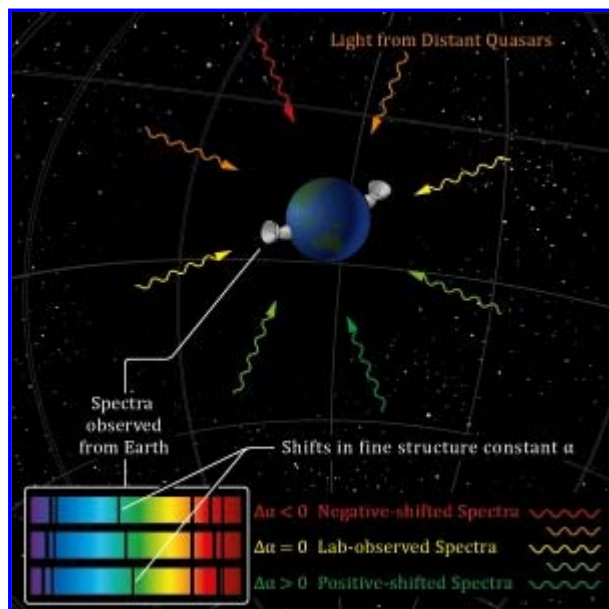 Light from Distant Quasars
Spectra
observed
from Earth
Shifts in fine structure constant α
Δα < 0 Negative-shifted Spectra
Δα = 0 Lab-observed Spectra
Δα > 0 Positive-shifted Spectra